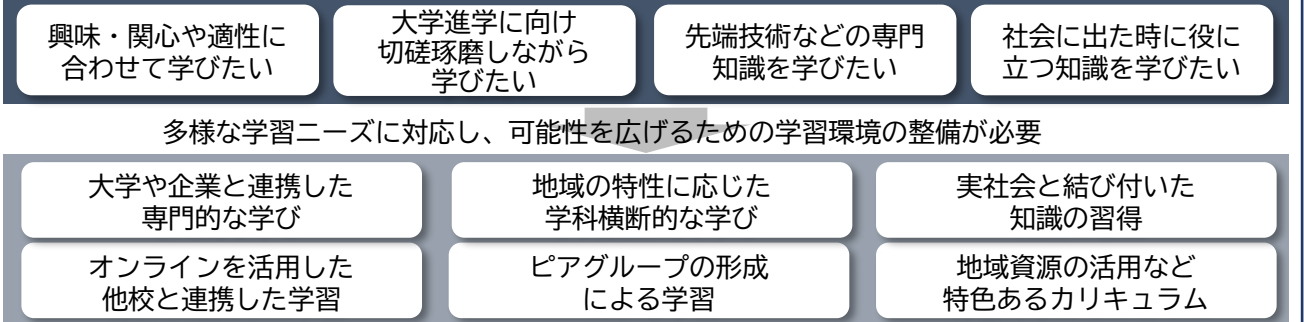 興味・関心や適性に
合わせて学びたい
大学進学に向け
切磋琢磨しながら
学びたい
先端技術などの専門
知識を学びたい
社会に出た時に役に
立つ知識を学びたい
多様な学習ニーズに対応し、可能性を広げるための学習環境の整備が必要
大学や企業と連携した
専門的な学び
地域の特性に応じた
学科横断的な学び
実社会と結び付いた
知識の習得
オンラインを活用した
他校と連携した学習
ピアグループの形成
による学習
地域資源の活用など
特色あるカリキュラム